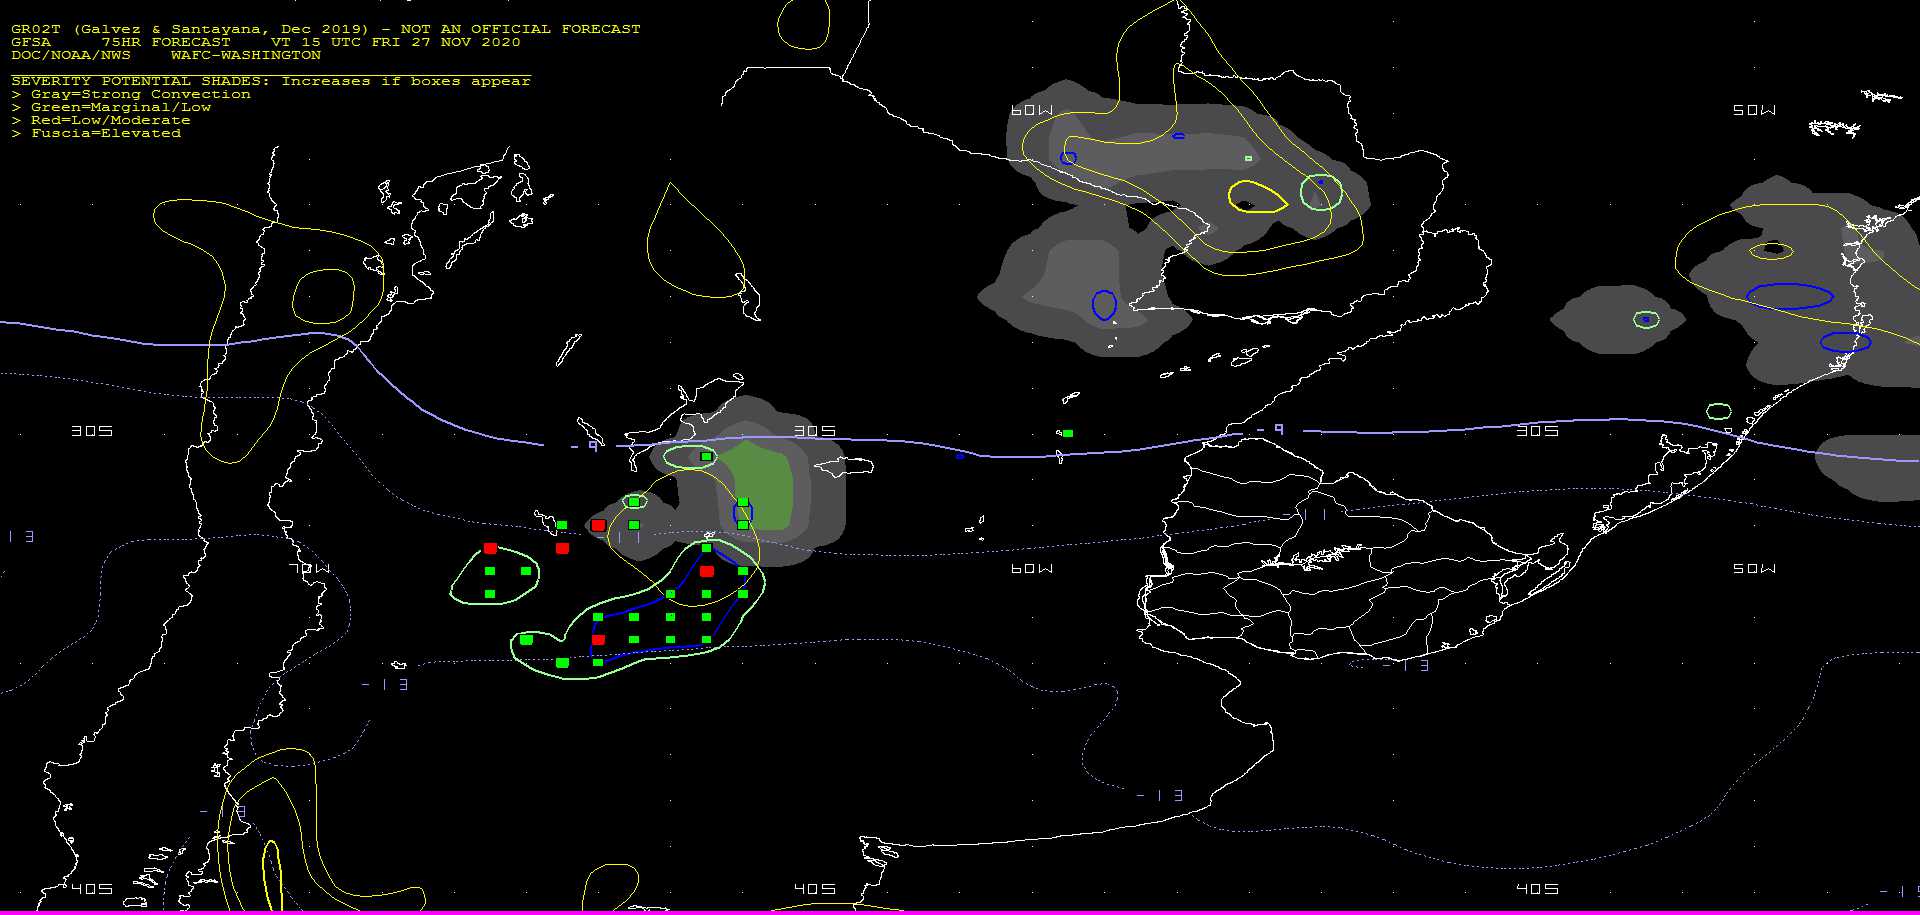 GR02T (Galvez & Santayana, Dec 2019) - NOT AN OFFICIAL FORECAST
GFSA 75HR FORECAST VT 15 UTC FRI 27 NOV 2020
DOC/NOAA/NWS WAFC-WASHINGTON
SEVERITY POTENTIAL SHADES: Increases if boxes appear
> Gray=Strong Convection
> Green=Marginal/Low
> Red=Low/Moderate
> Fuscia=Elevated
60W 50W
30S -9 30S -9 30S
13 -11 -11
70W 60W 50W
-13 -13
-13 -13
40S 40S 40S